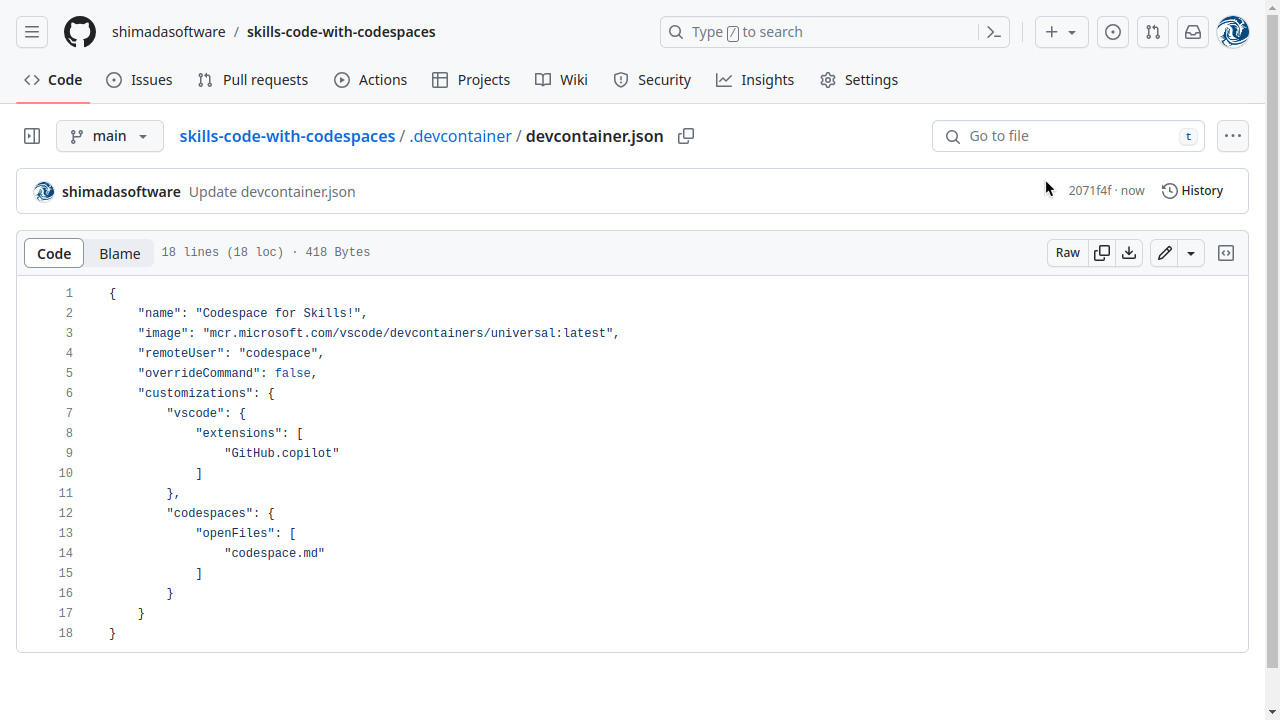 shimadasoftware / skills-code-with-codespaces
Type / to search
Code Issues Pull requests Actions Projects Wiki Security Insights Settings
main
skills-code-with-codespaces / .devcontainer / devcontainer.json
Go to file t
shimadasoftware Update devcontainer.json
2071f4f · now History
Code Blame 18 lines (18 loc) · 418 Bytes Raw
1 {
2     "name": "Codespace for Skills!",
3     "image": "mcr.microsoft.com/vscode/devcontainers/universal:latest",
4     "remoteUser": "codespace",
5     "overrideCommand": false,
6     "customizations": {
7         "vscode": {
8             "extensions": [
9                 "GitHub.copilot"
10             ]
11         },
12         "codespaces": {
13             "openFiles": [
14                 "codespace.md"
15             ]
16         }
17     }
18 }